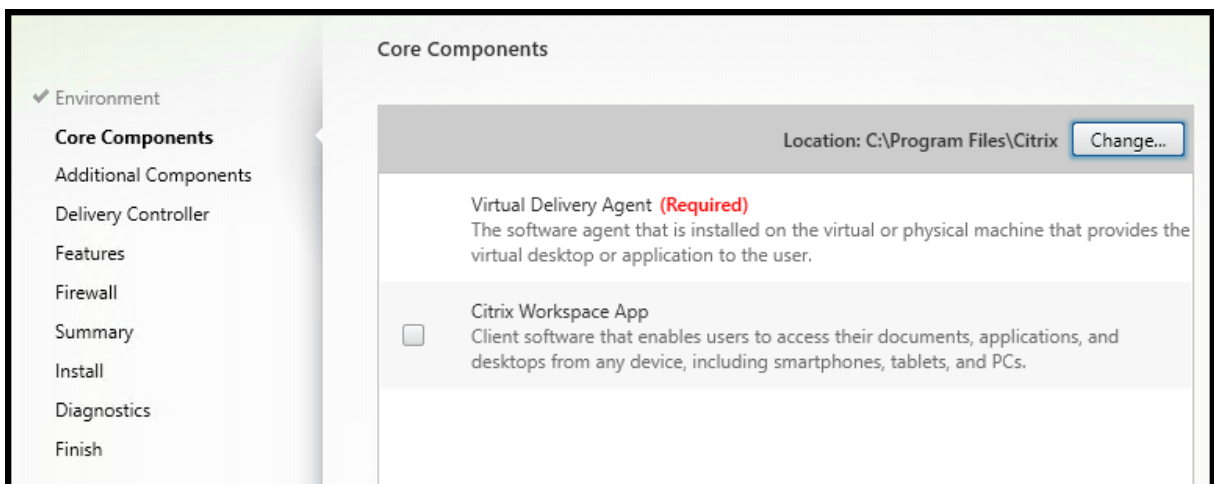 Core Components
Environment
Core Components
Additional Components
Delivery Controller
Features
Firewall
Summary
Install
Diagnostics
Finish
Location: C:\Program Files\Citrix
Change...
Virtual Delivery Agent (Required)
The software agent that is installed on the virtual or physical machine that provides the
virtual desktop or application to the user.
Citrix Workspace App
Client software that enables users to access their documents, applications, and
desktops from any device, including smartphones, tablets, and PCs.